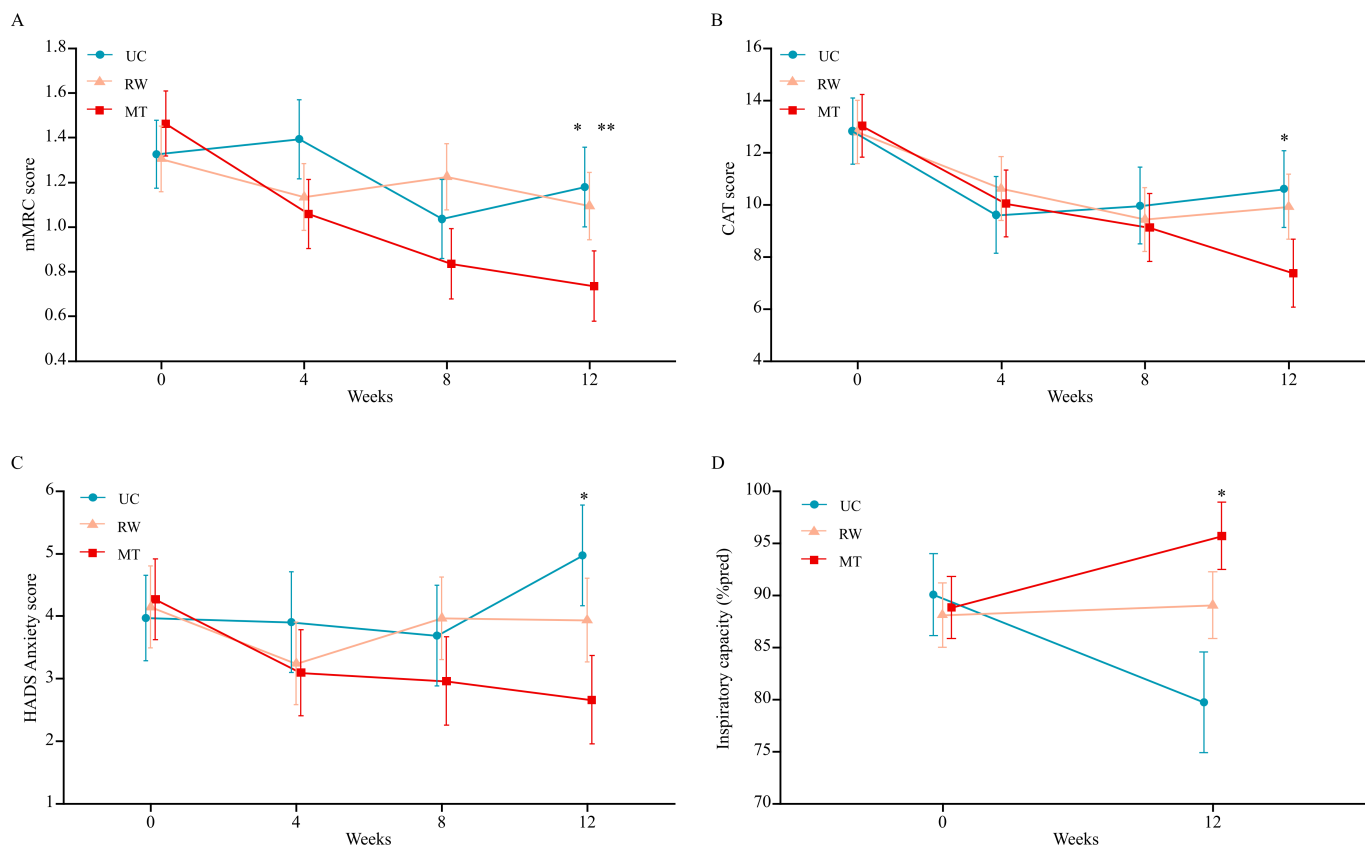 A
mMRC score
1.8
1.6
1.4
1.2
1.0
0.8
0.6
0.4
UC
RW
MT
* **
0 4 8 12
Weeks
B
CAT score
16
14
12
10
8
6
4
UC
RW
MT
*
0 4 8 12
Weeks
C
HADS Anxiety score
6
5
4
3
2
1
UC
RW
MT
*
0 4 8 12
Weeks
D
Inspiratory capacity (%pred)
100
95
90
85
80
75
70
UC
RW
MT
*
0 12
Weeks